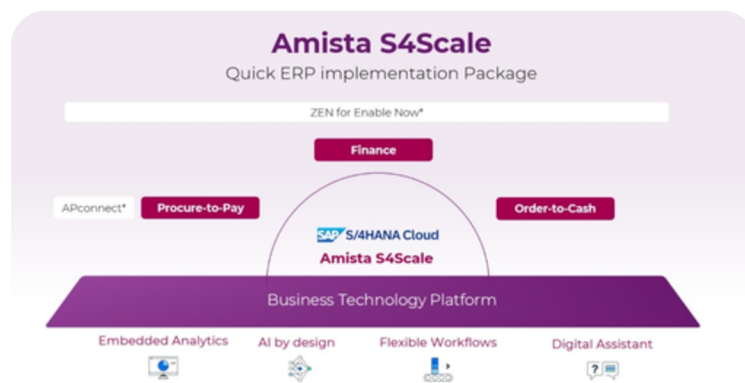 Amista S4Scale
Quick ERP implementation Package
ZEN for Enable Now*
Finance
APconnect*
Procure-to-Pay
Order-to-Cash
SAP S/4HANA Cloud
Amista S4Scale
Business Technology Platform
Embedded Analytics
AI by design
Flexible Workflows
Digital Assistant
?